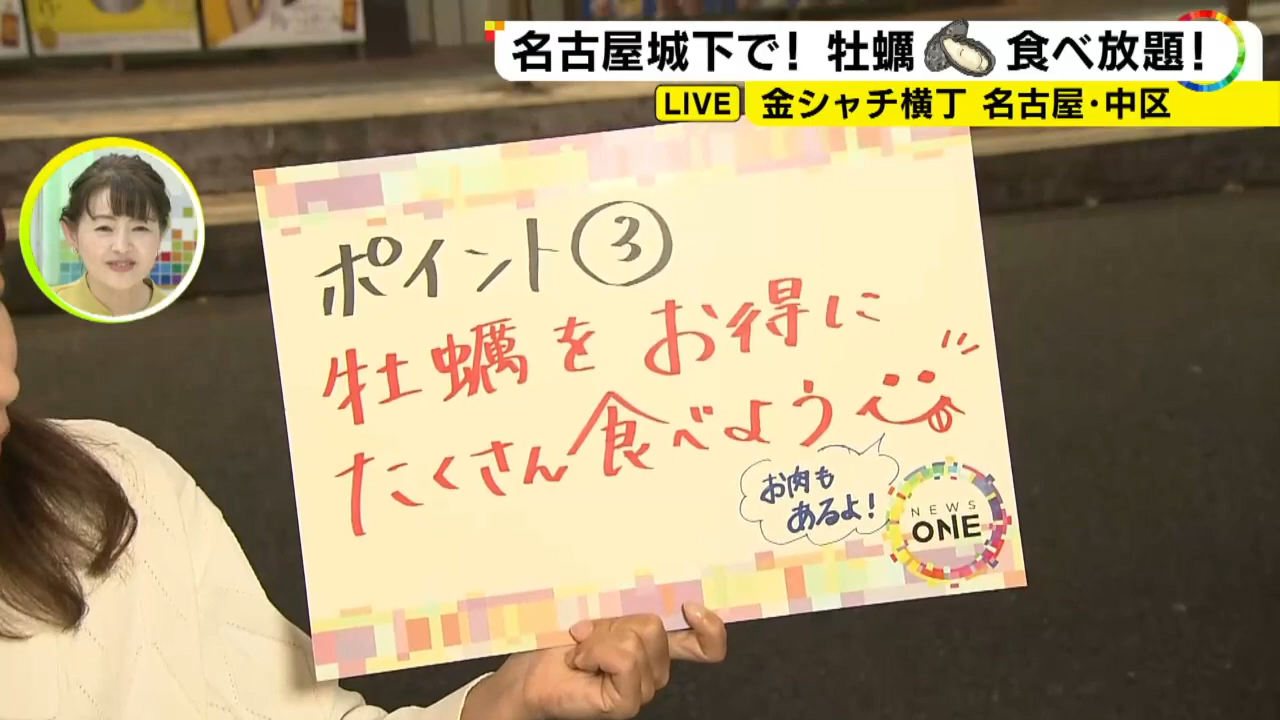 名古屋城下で！牡蠣食べ放題！
LIVE 金シャチ横丁 名古屋・中区
ポイント③
牡蠣をお得に
たくさん食べよう
お肉も
あるよ！
NEWS
ONE